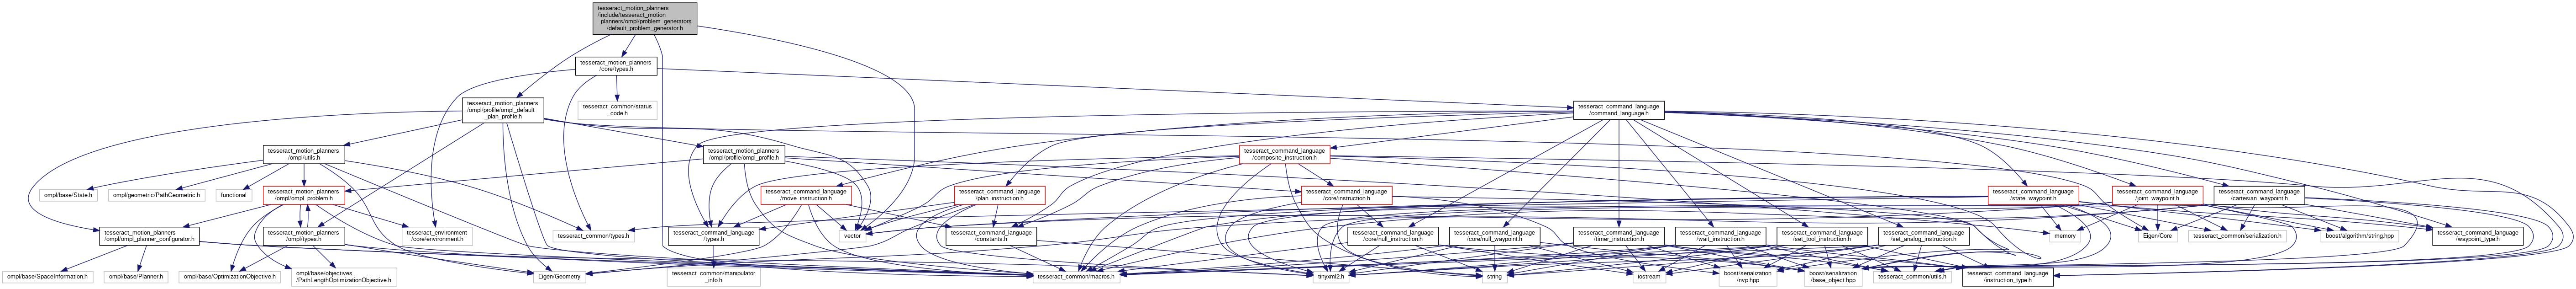 tesseract_motion_planners
/include/tesseract_motion
_planners/ompl/problem_generators
/default_problem_generator.h
tesseract_motion_planners
/core/types.h
tesseract_motion_planners
/ompl/profile/ompl_default
_plan_profile.h
tesseract_common/status
_code.h
tesseract_command_language
/command_language.h
tesseract_motion_planners
/ompl/utils.h
tesseract_motion_planners
/ompl/profile/ompl_profile.h
tesseract_command_language
/composite_instruction.h
ompl/base/State.h
ompl/geometric/PathGeometric.h
functional
tesseract_motion_planners
/ompl/ompl_problem.h
tesseract_command_language
/move_instruction.h
tesseract_command_language
/plan_instruction.h
tesseract_command_language
/core/instruction.h
tesseract_command_language
/state_waypoint.h
tesseract_command_language
/joint_waypoint.h
tesseract_command_language
/cartesian_waypoint.h
tesseract_motion_planners
/ompl/ompl_planner_configurator.h
tesseract_motion_planners
/ompl/types.h
tesseract_environment
/core/environment.h
tesseract_common/types.h
tesseract_command_language
/types.h
vector
tesseract_command_language
/constants.h
tesseract_command_language
/core/null_instruction.h
tesseract_command_language
/core/null_waypoint.h
tesseract_command_language
/timer_instruction.h
tesseract_command_language
/wait_instruction.h
tesseract_command_language
/set_tool_instruction.h
tesseract_command_language
/set_analog_instruction.h
memory
Eigen/Core
tesseract_common/serialization.h
boost/algorithm/string.hpp
tesseract_command_language
/waypoint_type.h
ompl/base/SpaceInformation.h
ompl/base/Planner.h
ompl/base/OptimizationObjective.h
ompl/base/objectives
/PathLengthOptimizationObjective.h
Eigen/Geometry
tesseract_common/manipulator
_info.h
tesseract_common/macros.h
tinyxml2.h
string
iostream
boost/serialization
/nvp.hpp
boost/serialization
/base_object.hpp
tesseract_common/utils.h
tesseract_command_language
/instruction_type.h